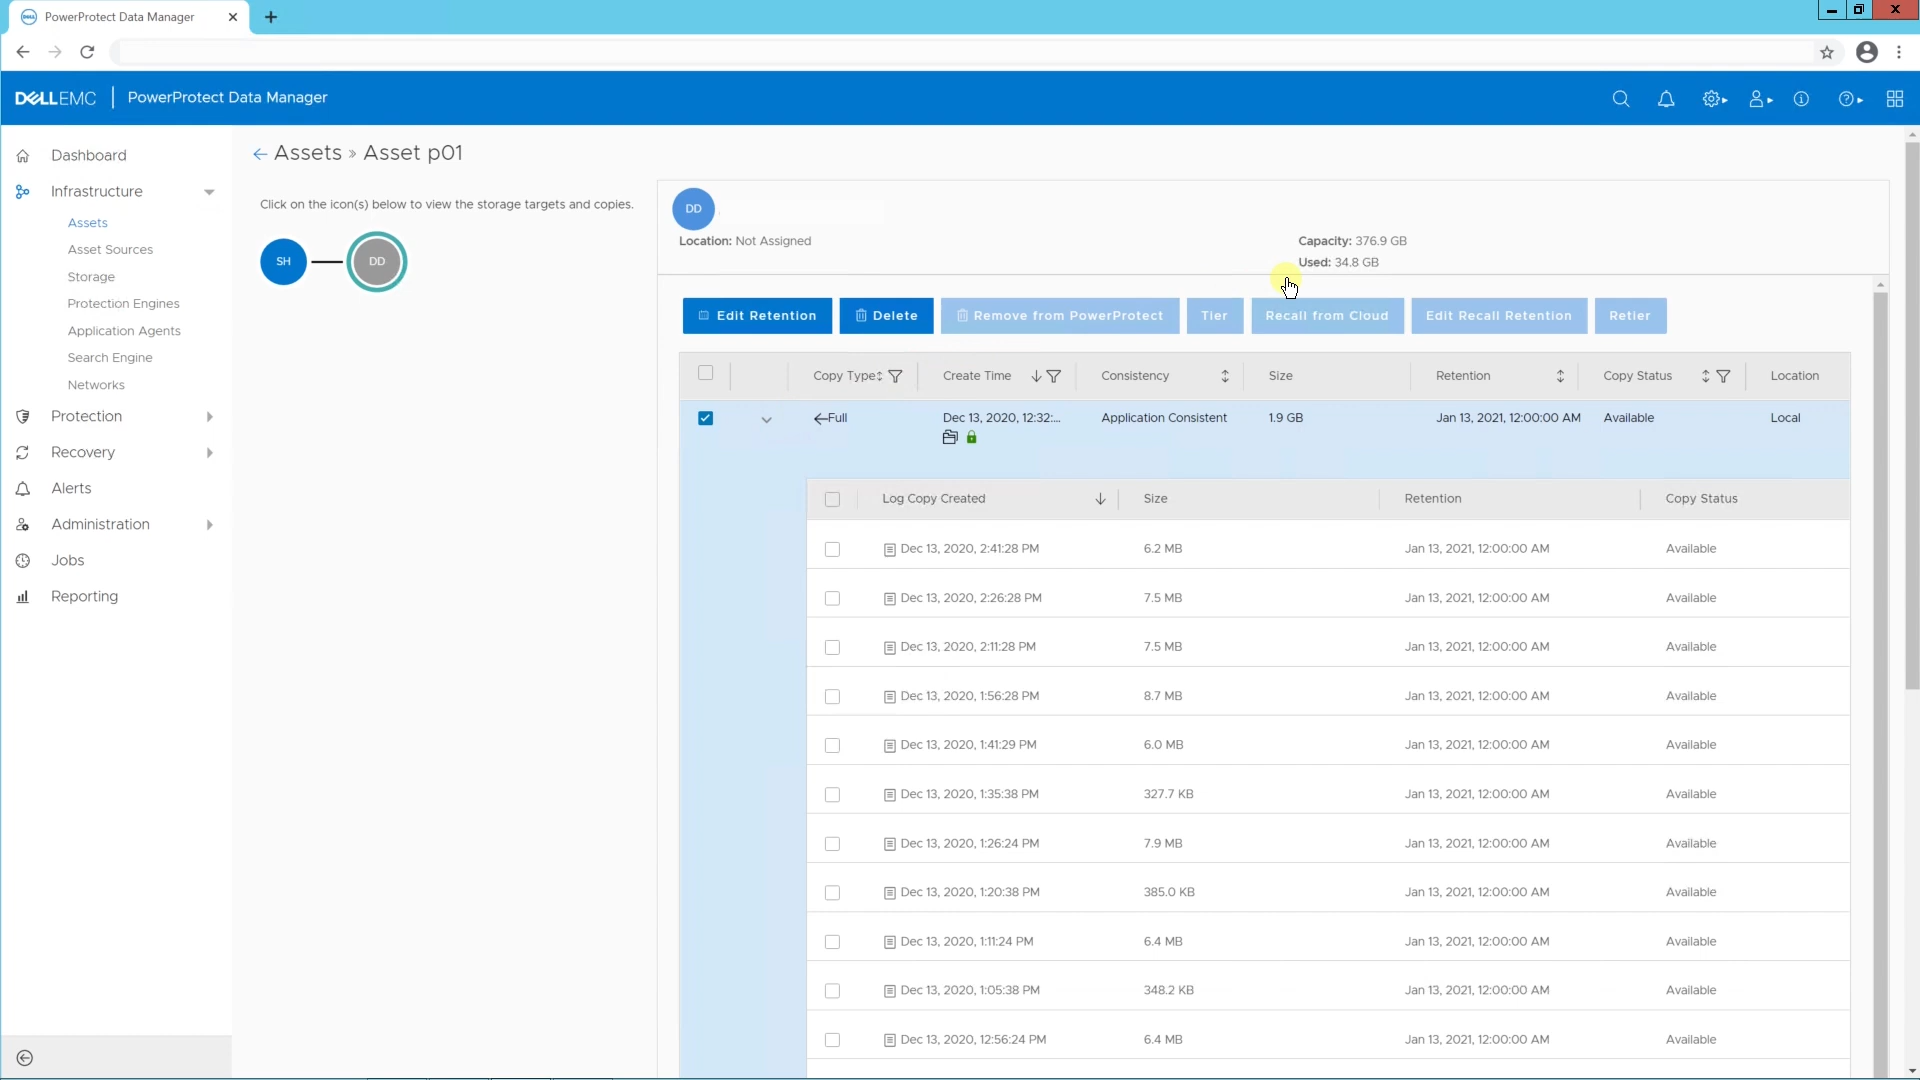 PowerProtect Data Manager
DELLEMC
PowerProtect Data Manager
Dashboard
Infrastructure
Assets
Asset Sources
Storage
Protection Engines
Application Agents
Search Engine
Networks
Protection
Recovery
Alerts
Administration
Jobs
Reporting
Assets » Asset p01
Click on the icon(s) below to view the storage targets and copies.
SH
DD
DD
Location: Not Assigned
Capacity: 376.9 GB
Used: 34.8 GB
Edit Retention
Delete
Remove from PowerProtect
Tier
Recall from Cloud
Edit Recall Retention
Retier
Copy Type
Create Time
Consistency
Size
Retention
Copy Status
Location
Full
Dec 13, 2020, 12:32:...
Application Consistent
1.9 GB
Jan 13, 2021, 12:00:00 AM
Available
Local
Log Copy Created
Size
Retention
Copy Status
Dec 13, 2020, 2:41:28 PM
6.2 MB
Jan 13, 2021, 12:00:00 AM
Available
Dec 13, 2020, 2:26:28 PM
7.5 MB
Jan 13, 2021, 12:00:00 AM
Available
Dec 13, 2020, 2:11:28 PM
7.5 MB
Jan 13, 2021, 12:00:00 AM
Available
Dec 13, 2020, 1:56:28 PM
8.7 MB
Jan 13, 2021, 12:00:00 AM
Available
Dec 13, 2020, 1:41:29 PM
6.0 MB
Jan 13, 2021, 12:00:00 AM
Available
Dec 13, 2020, 1:35:38 PM
327.7 KB
Jan 13, 2021, 12:00:00 AM
Available
Dec 13, 2020, 1:26:24 PM
7.9 MB
Jan 13, 2021, 12:00:00 AM
Available
Dec 13, 2020, 1:20:38 PM
385.0 KB
Jan 13, 2021, 12:00:00 AM
Available
Dec 13, 2020, 1:11:24 PM
6.4 MB
Jan 13, 2021, 12:00:00 AM
Available
Dec 13, 2020, 1:05:38 PM
348.2 KB
Jan 13, 2021, 12:00:00 AM
Available
Dec 13, 2020, 12:56:24 PM
6.4 MB
Jan 13, 2021, 12:00:00 AM
Available